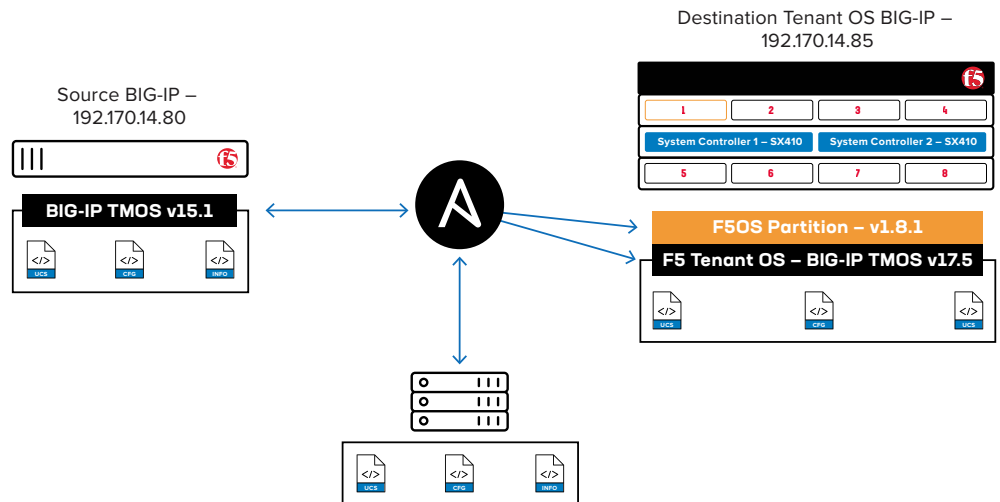 Destination Tenant OS BIG-IP –
192.170.14.85
Source BIG-IP –
192.170.14.80
f5
f5
1 2 3 4
System Controller 1 – SX410 System Controller 2 – SX410
5 6 7 8
BIG-IP TMOS v15.1
</> </> </>
UCS CFG INFO
F5OS Partition – v1.8.1
F5 Tenant OS – BIG-IP TMOS v17.5
</> </> </>
UCS CFG UCS
</> </> </>
UCS CFG INFO